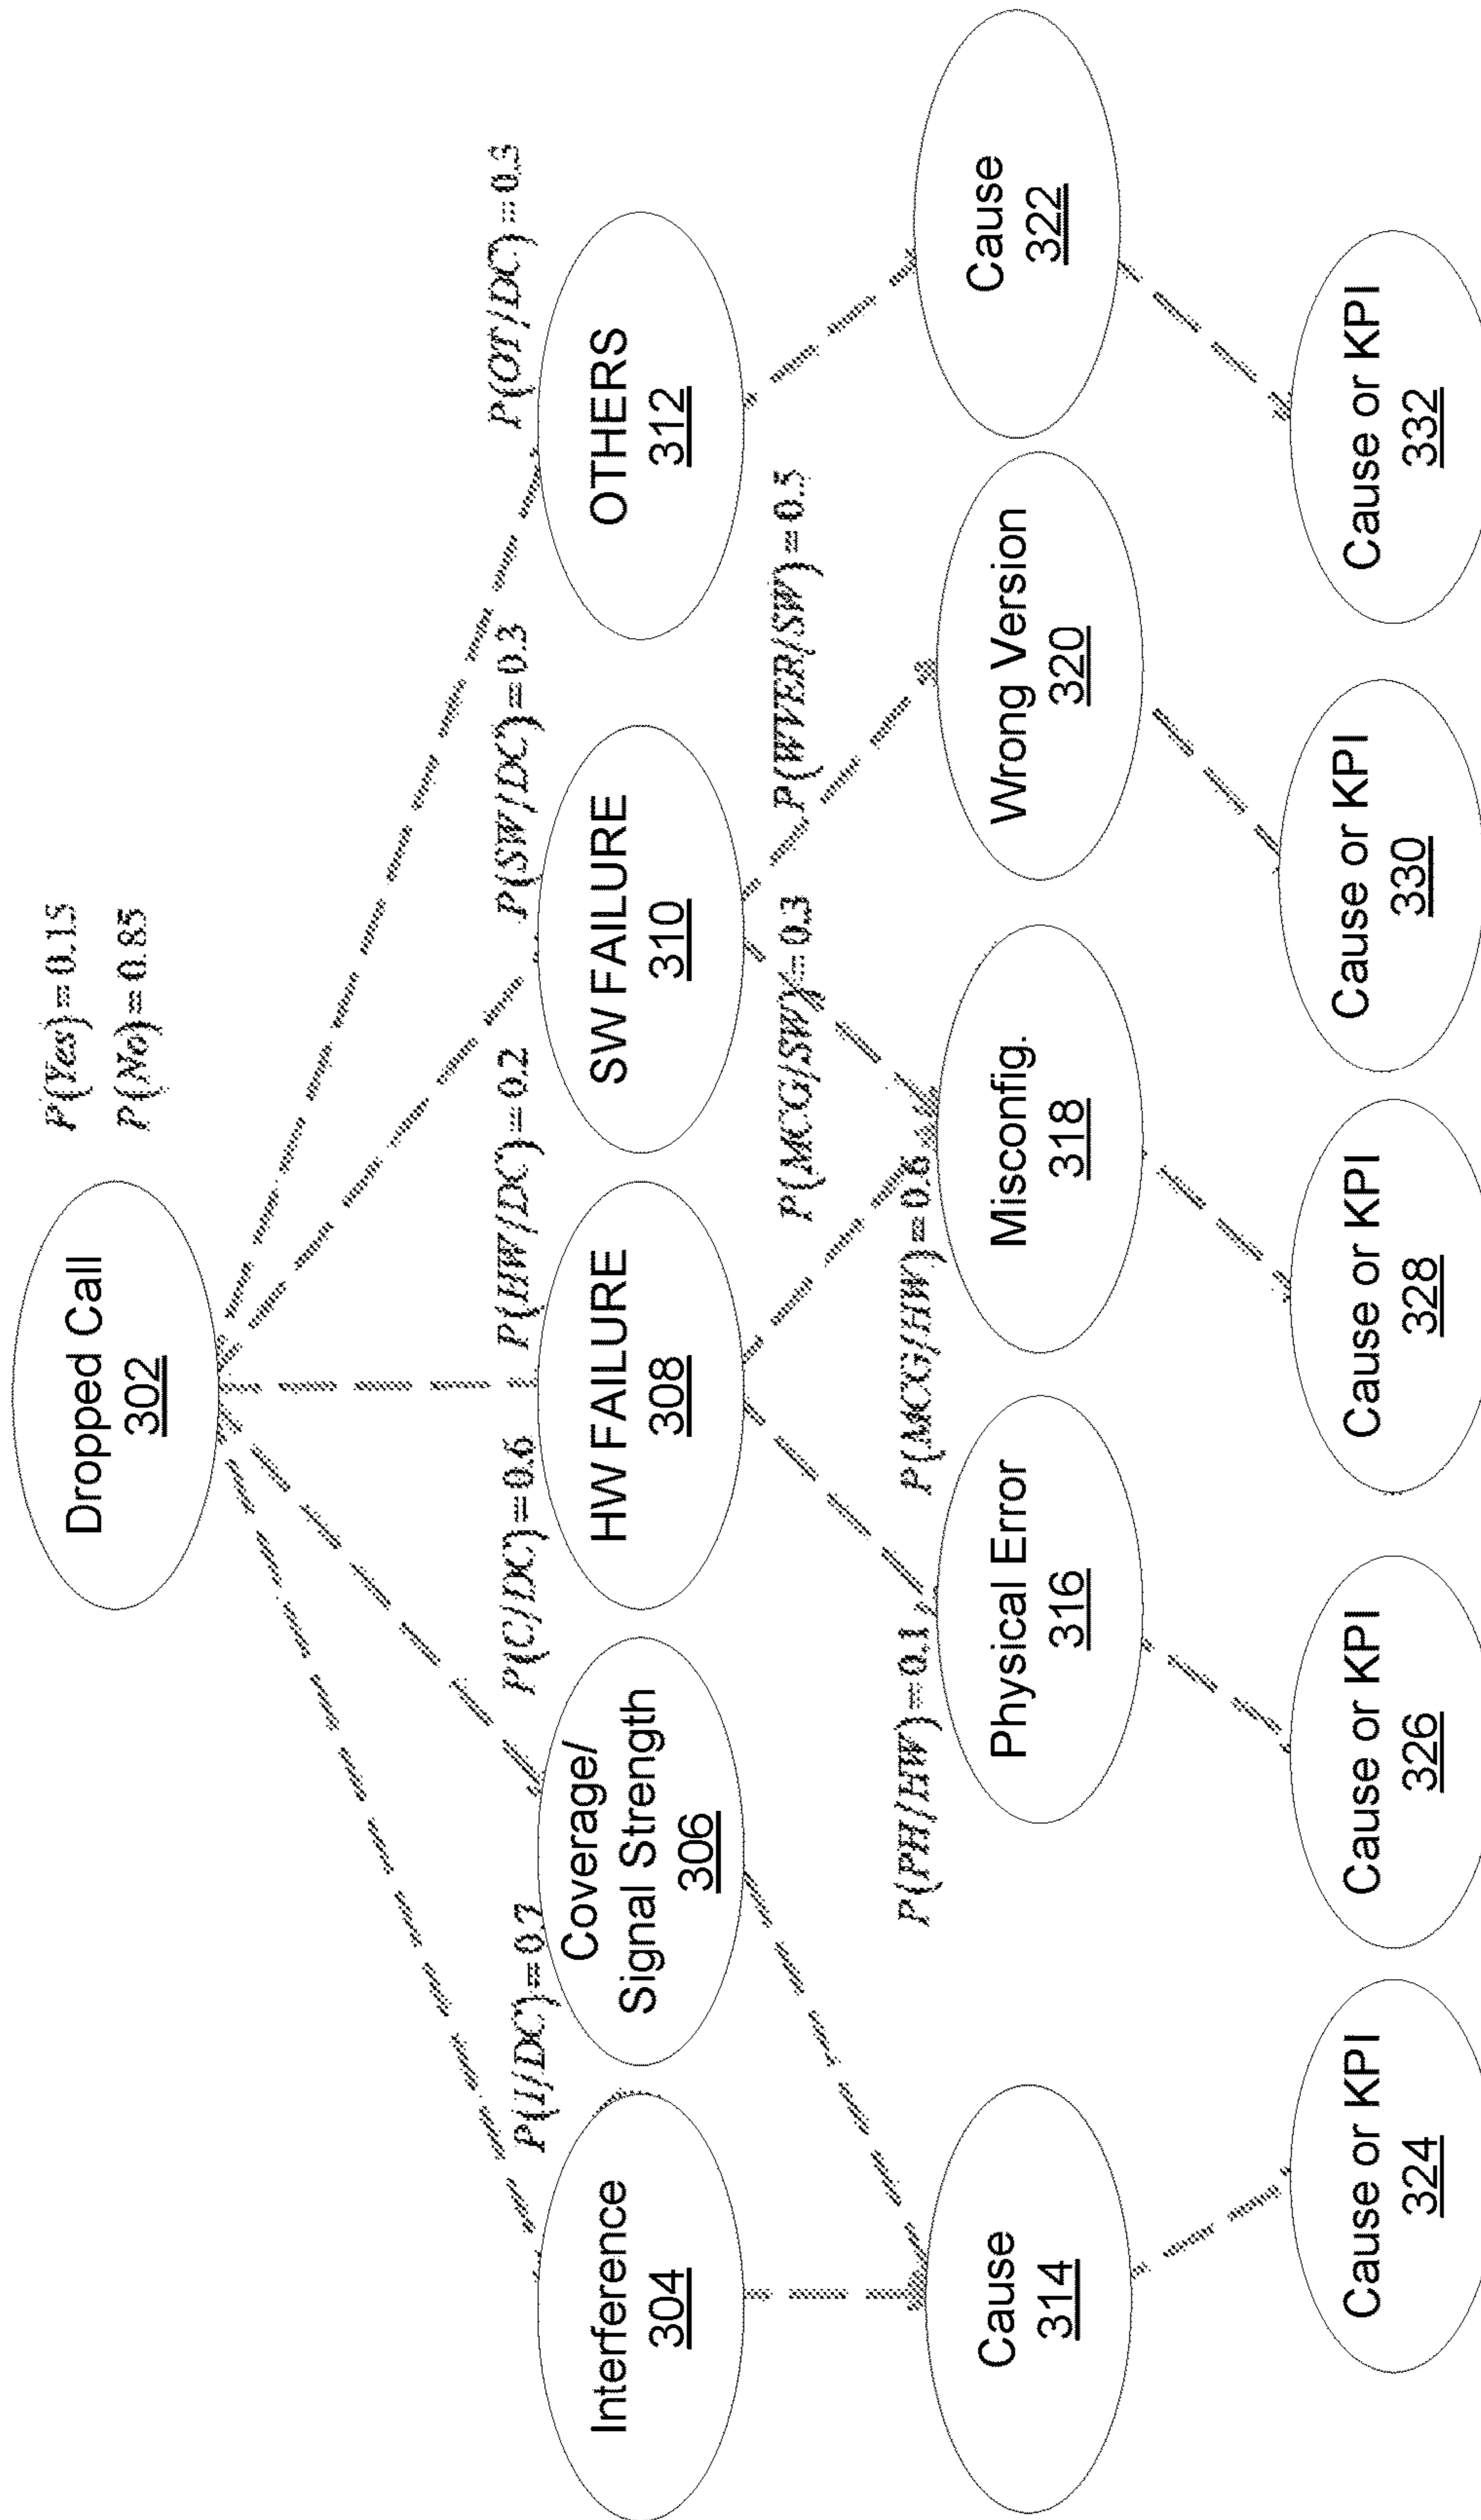 Dropped Call
302
P(Yes)=0.15
P(No)=0.85
P(I/DC)=0.7
P(C/DC)=0.6
P(HW/DC)=0.2
P(SW/DC)=0.3
P(OT/DC)=0.3
Interference
304
Coverage/
Signal Strength
306
HW FAILURE
308
SW FAILURE
310
OTHERS
312
P(PH/HW)=0.1
P(MCG/HW)=0.6
P(MCG/SW)=0.3
P(WVER/SW)=0.5
Cause
314
Physical Error
316
Misconfig.
318
Wrong Version
320
Cause
322
Cause or KPI
324
Cause or KPI
326
Cause or KPI
328
Cause or KPI
330
Cause or KPI
332